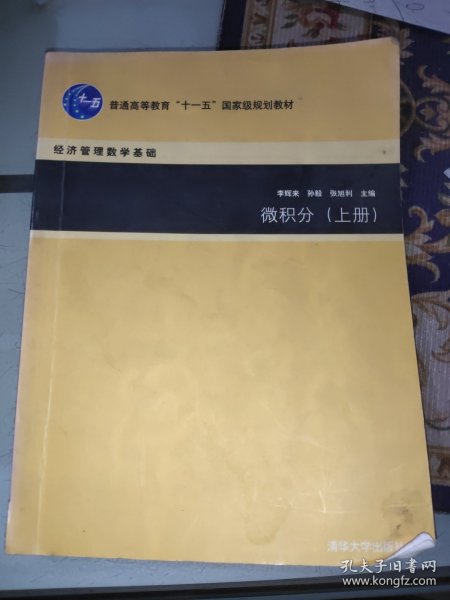 十一五
普通高等教育“十一五”国家级规划教材
经济管理数学基础
李辉来 孙毅 张旭利 主编
微积分（上册）
清华大学出版
孔夫子旧书网
www.kongfz.com